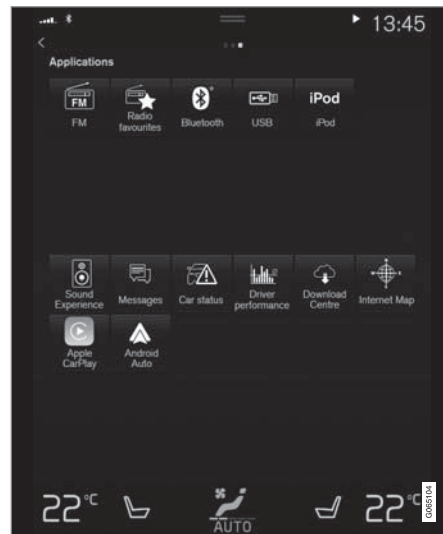 13:45
Applications
FM
FM
Radio
favourites
Bluetooth
USB
iPod
iPod
Sound
Experience
Messages
Car status
Driver
performance
Download
Centre
Internet Map
Apple
CarPlay
Android
Auto
22 °C
AUTO
22 °C
G065104